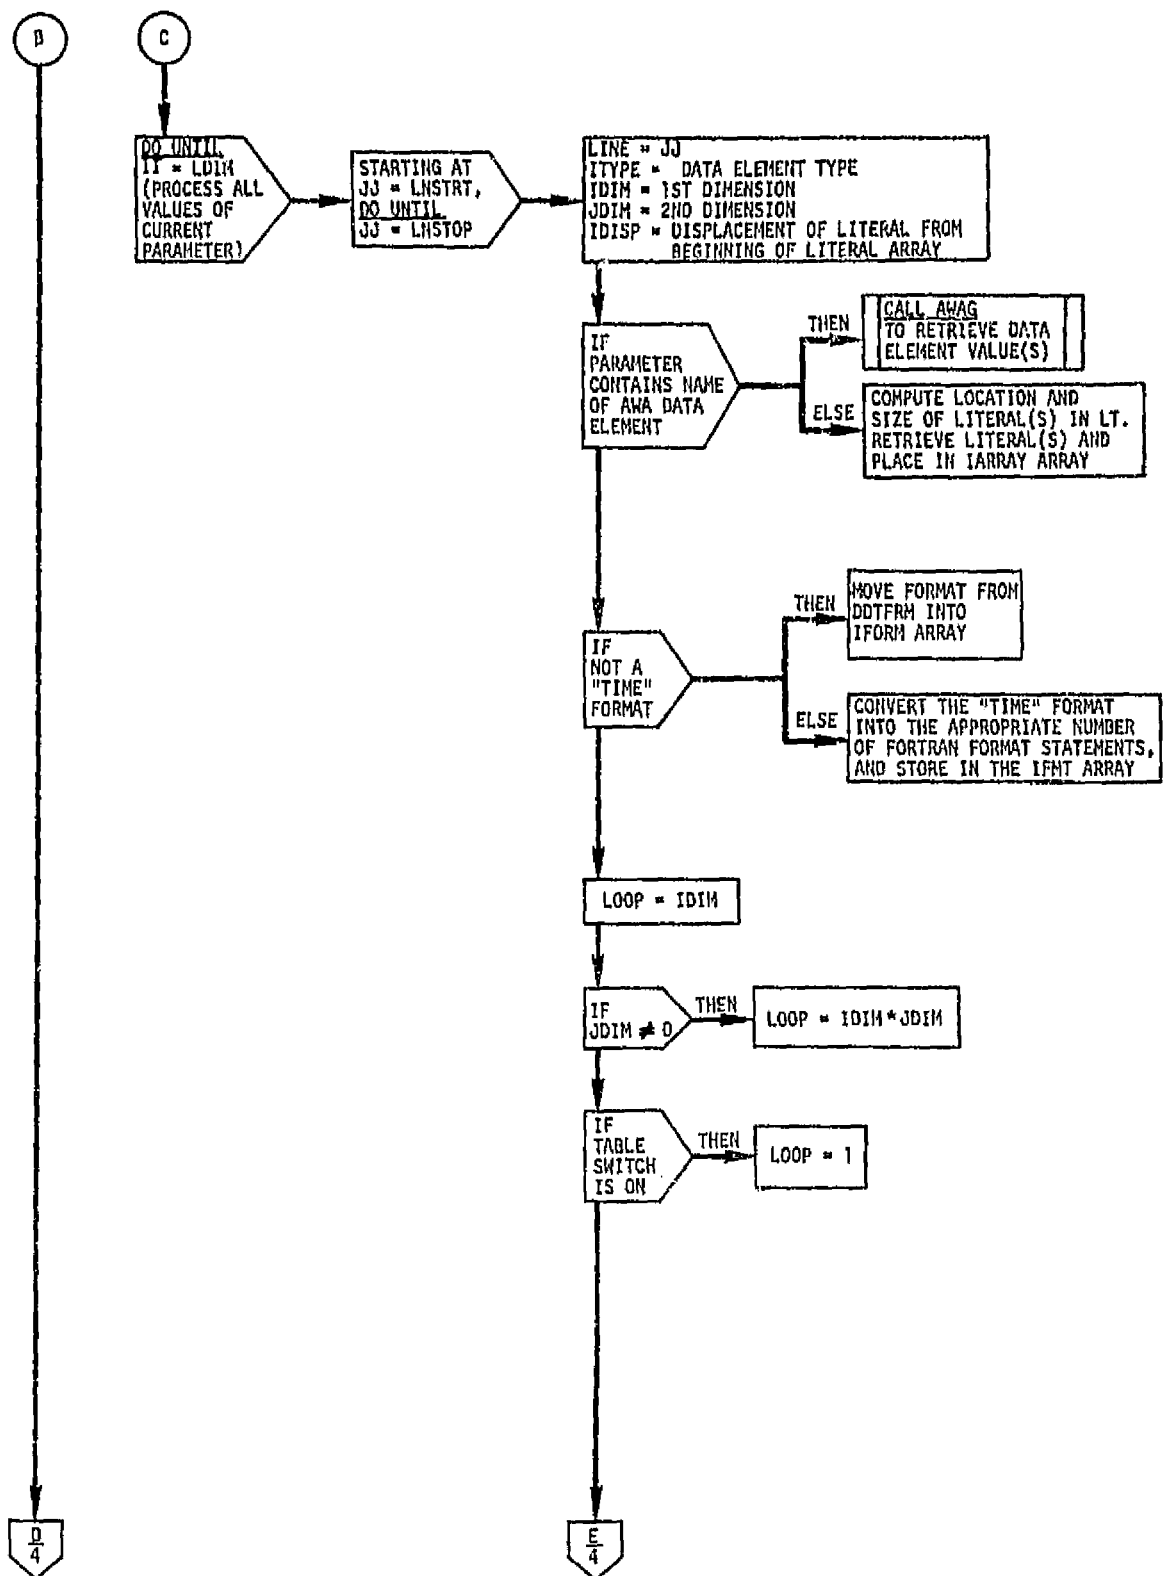 C
DO UNTIL
II = LDIM
(PROCESS ALL
VALUES OF
CURRENT
PARAMETER)
STARTING AT
JJ = LNSTRT,
DO UNTIL
JJ = LNSTOP
LINE = JJ
ITYPE = DATA ELEMENT TYPE
IDIM = 1ST DIMENSION
JDIM = 2ND DIMENSION
IDISP = DISPLACEMENT OF LITERAL FROM
BEGINNING OF LITERAL ARRAY
IF
PARAMETER
CONTAINS NAME
OF AWA DATA
ELEMENT
THEN
CALL AWAG
TO RETRIEVE DATA
ELEMENT VALUE(S)
ELSE
COMPUTE LOCATION AND
SIZE OF LITERAL(S) IN LT.
RETRIEVE LITERAL(S) AND
PLACE IN IARRAY ARRAY
IF
NOT A
"TIME"
FORMAT
THEN
MOVE FORMAT FROM
DDTFRM INTO
IFORM ARRAY
ELSE
CONVERT THE "TIME" FORMAT
INTO THE APPROPRIATE NUMBER
OF FORTRAN FORMAT STATEMENTS,
AND STORE IN THE IFMT ARRAY
LOOP = IDIM
IF
JDIM ≠ 0
THEN
LOOP = IDIM*JDIM
IF
TABLE
SWITCH
IS ON
THEN
LOOP = 1
D
4
E
4